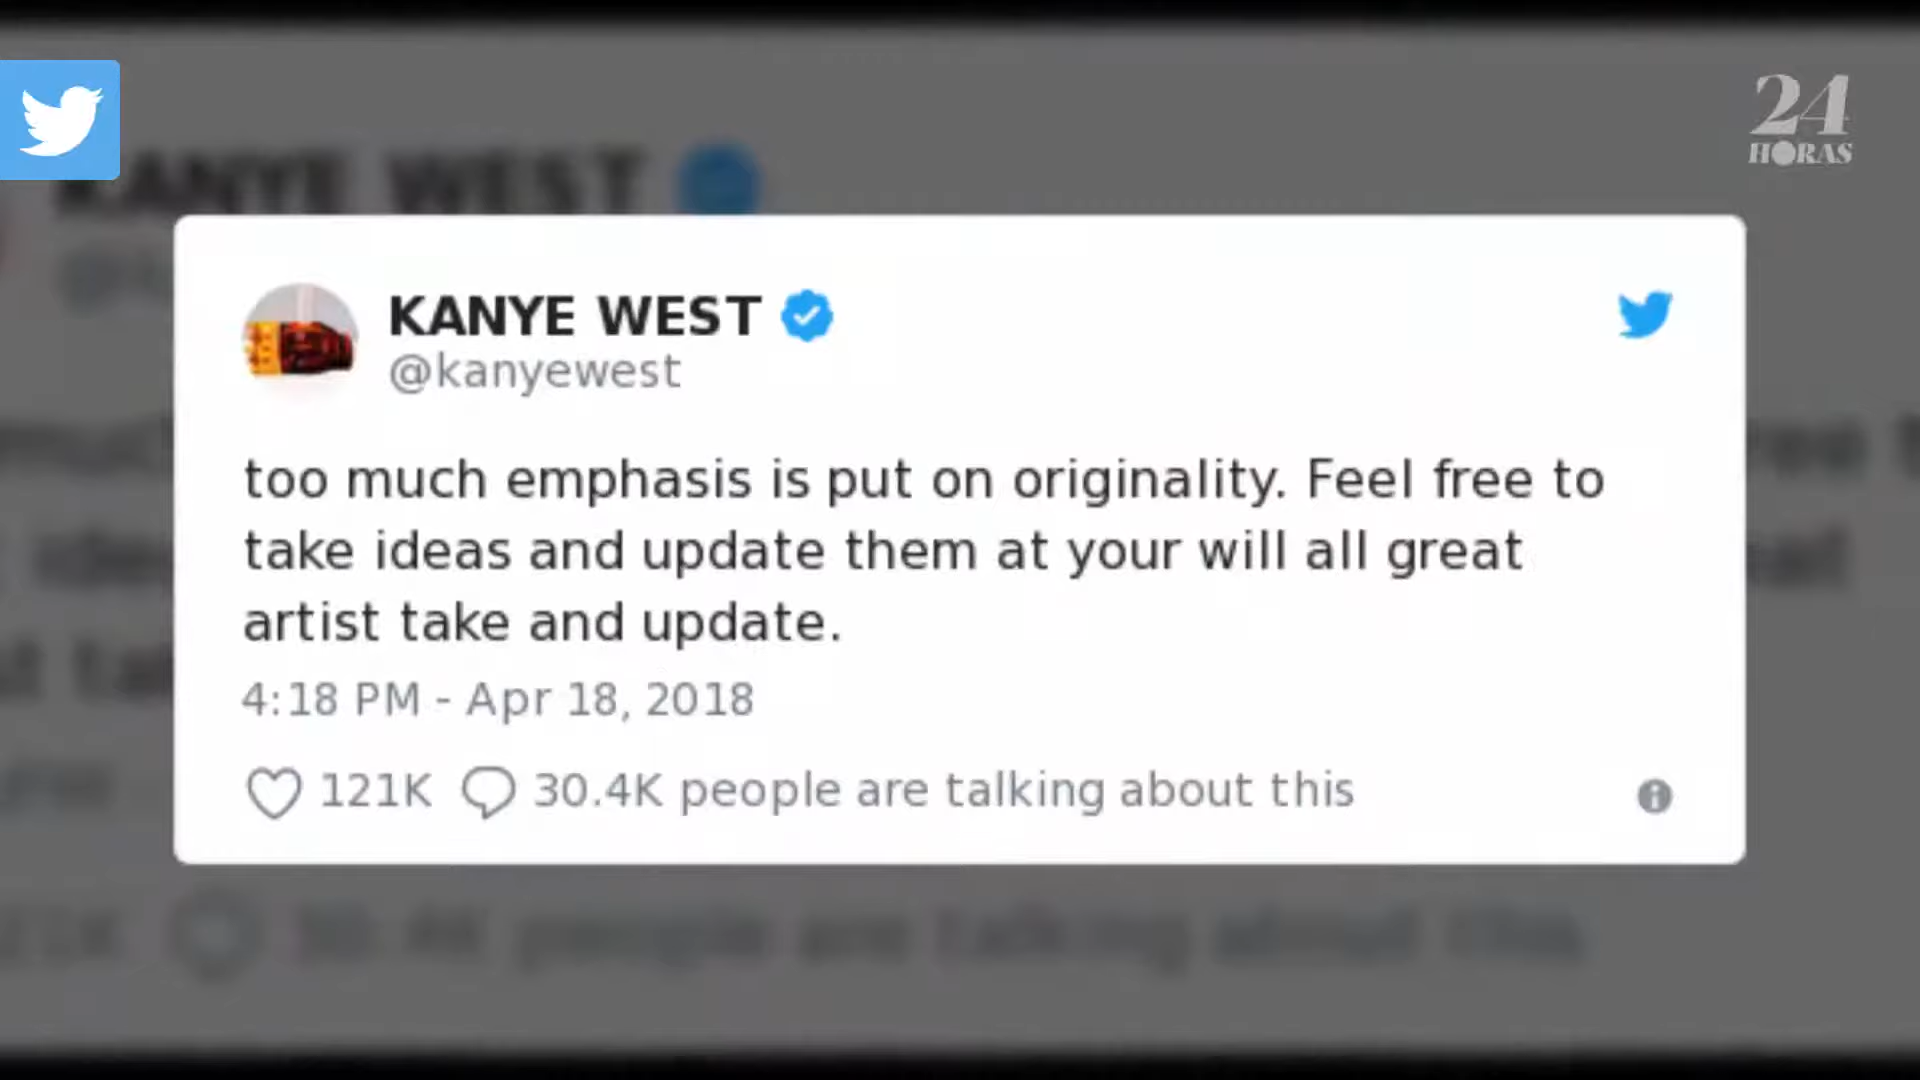 24
HORAS
KANYE WEST
@kanyewest
too much emphasis is put on originality. Feel free to
take ideas and update them at your will all great
artist take and update.
4:18 PM - Apr 18, 2018
121K 30.4K people are talking about this